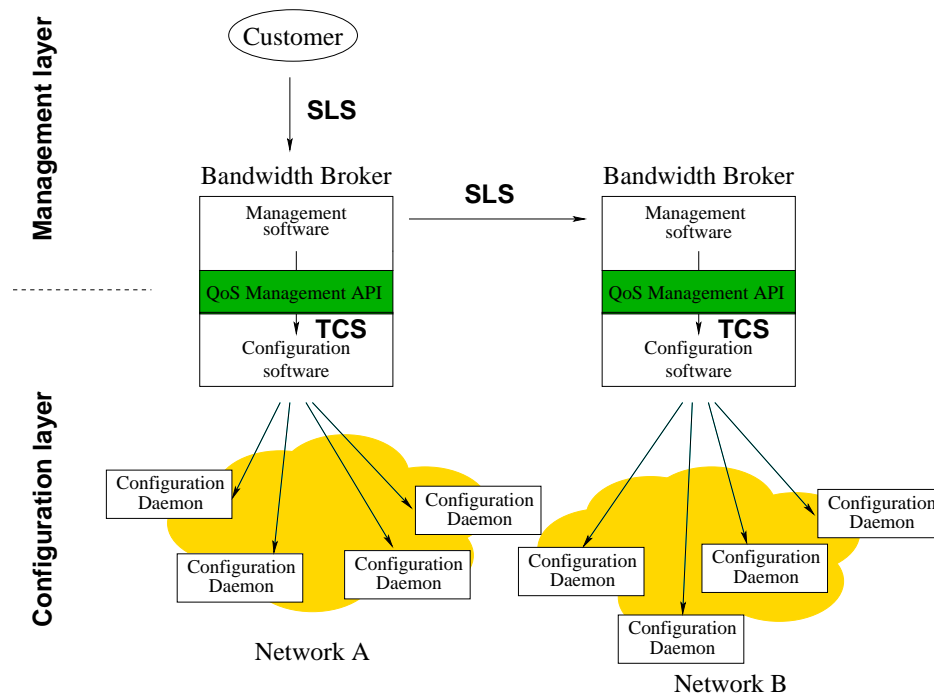 Management layer
Customer
SLS
Bandwidth Broker
Management
software
QoS Management API
TCS
Configuration
software
SLS
Bandwidth Broker
Management
software
QoS Management API
TCS
Configuration
software
Configuration layer
Configuration
Daemon
Configuration
Daemon
Configuration
Daemon
Configuration
Daemon
Network A
Configuration
Daemon
Configuration
Daemon
Configuration
Daemon
Configuration
Daemon
Network B